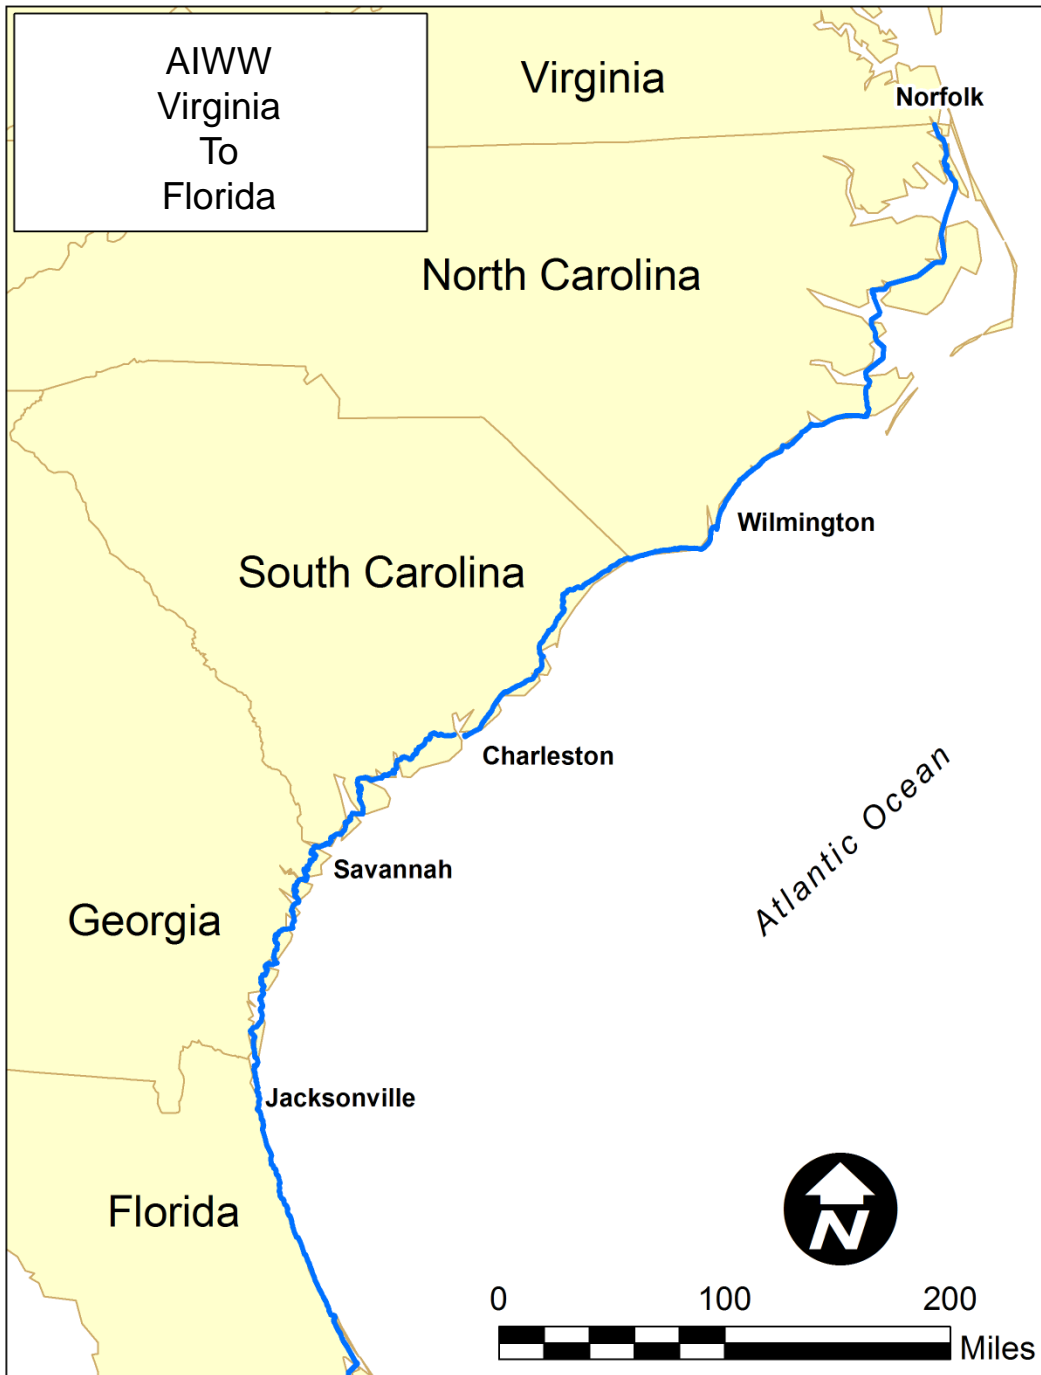 AIWW
Virginia
To
Florida
Virginia
Norfolk
North Carolina
Wilmington
South Carolina
Charleston
Atlantic Ocean
Savannah
Georgia
Jacksonville
Florida
N
0 100 200
Miles